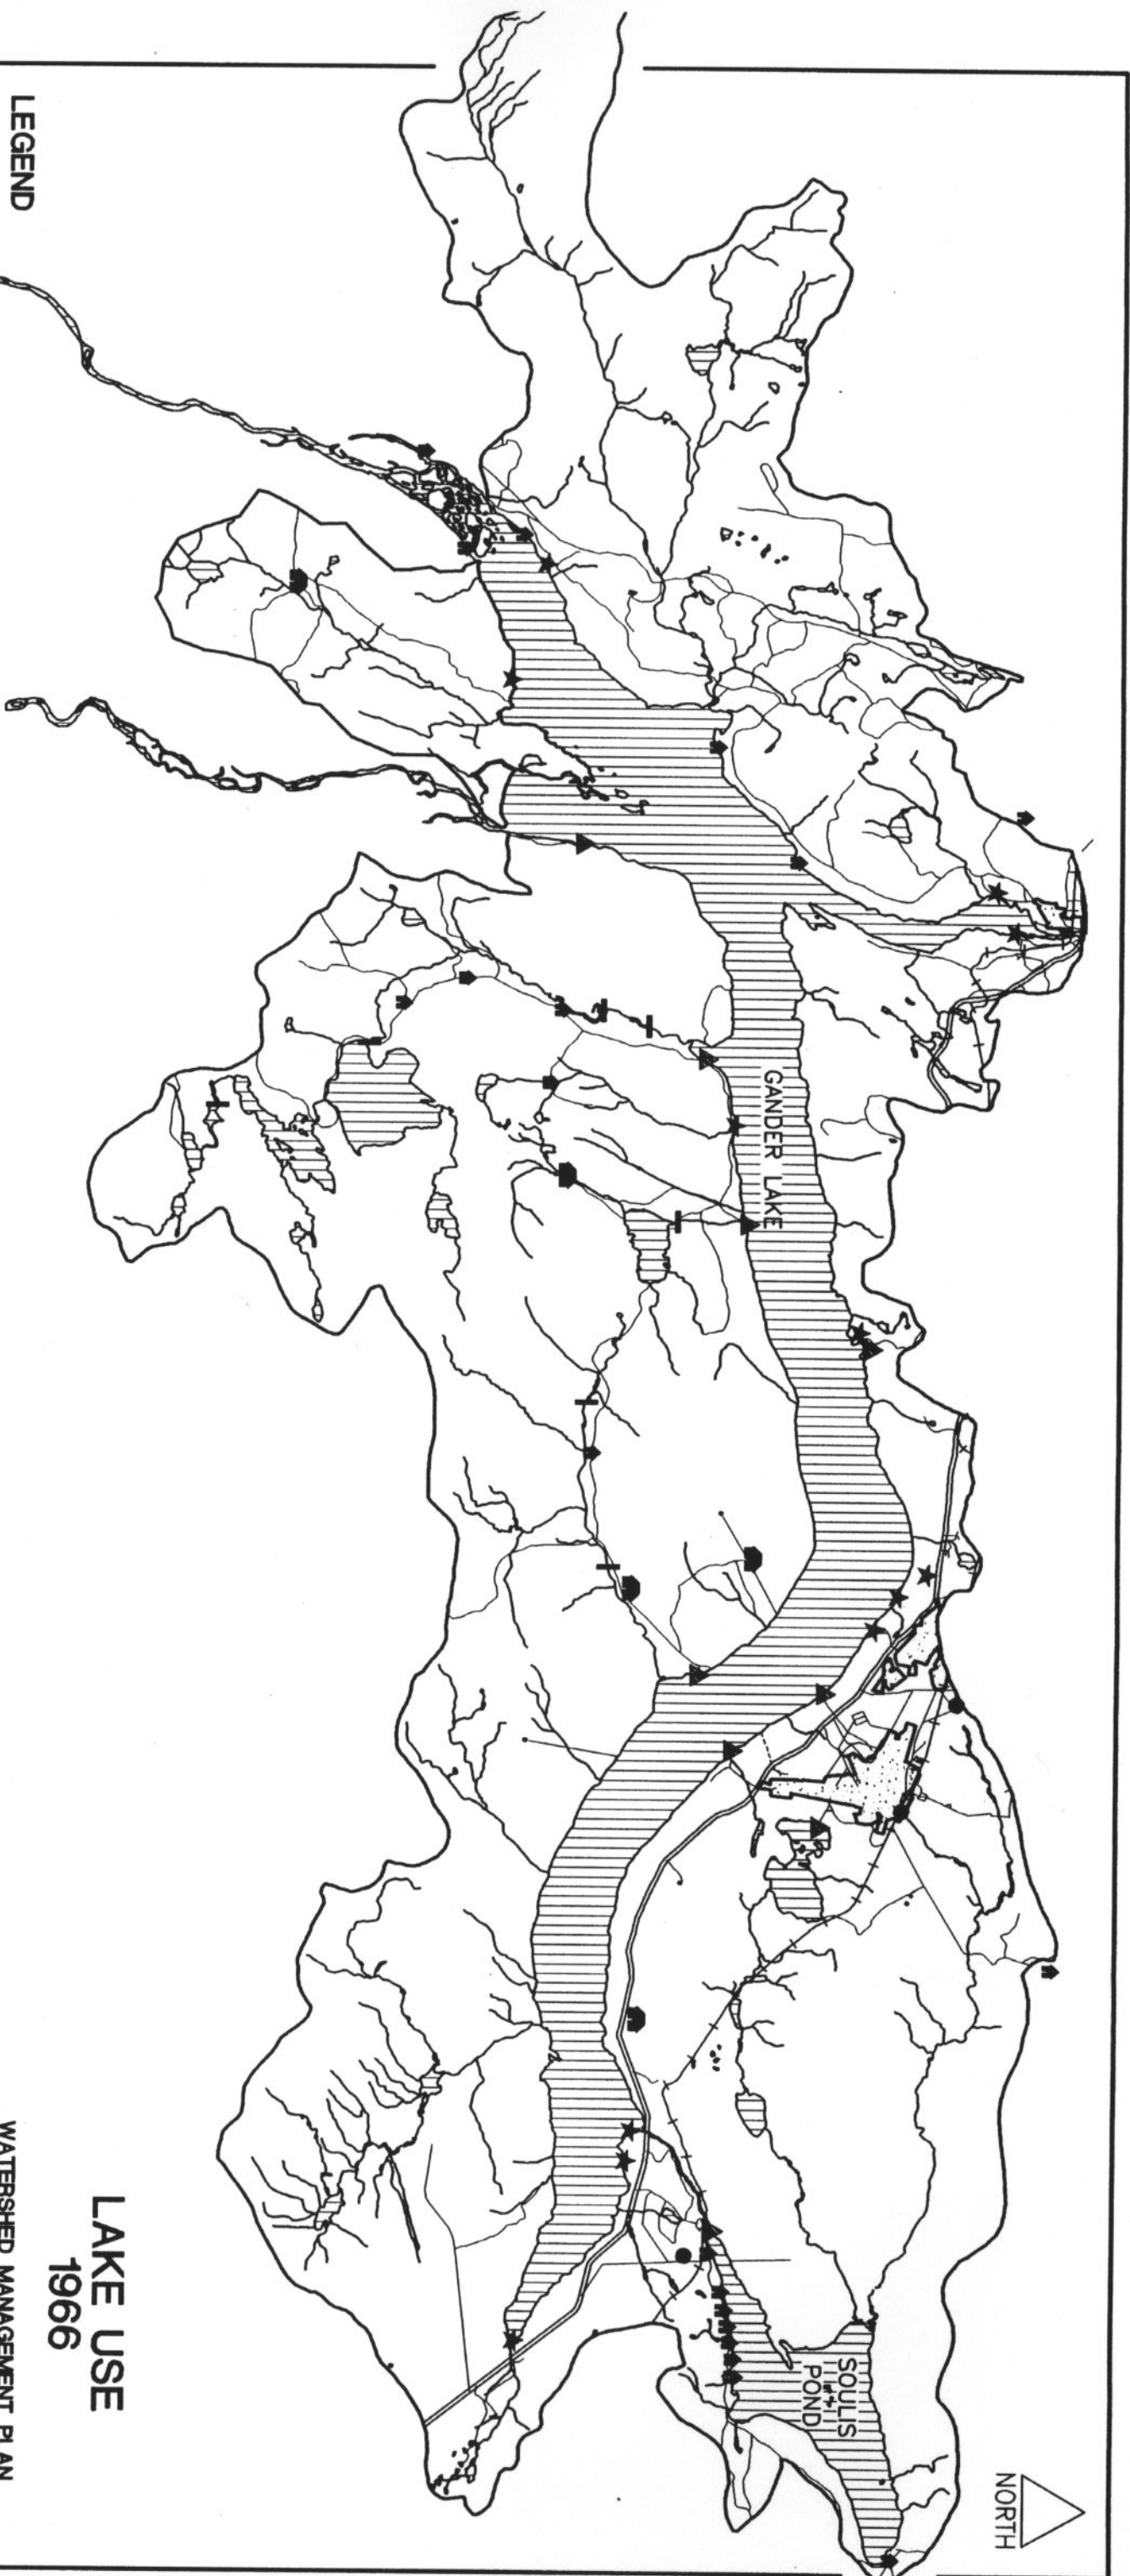 GANDER LAKE
SOULIS
POND
NORTH
LEGEND
LAKE USE
1966
WATERSHED MANAGEMENT PLAN